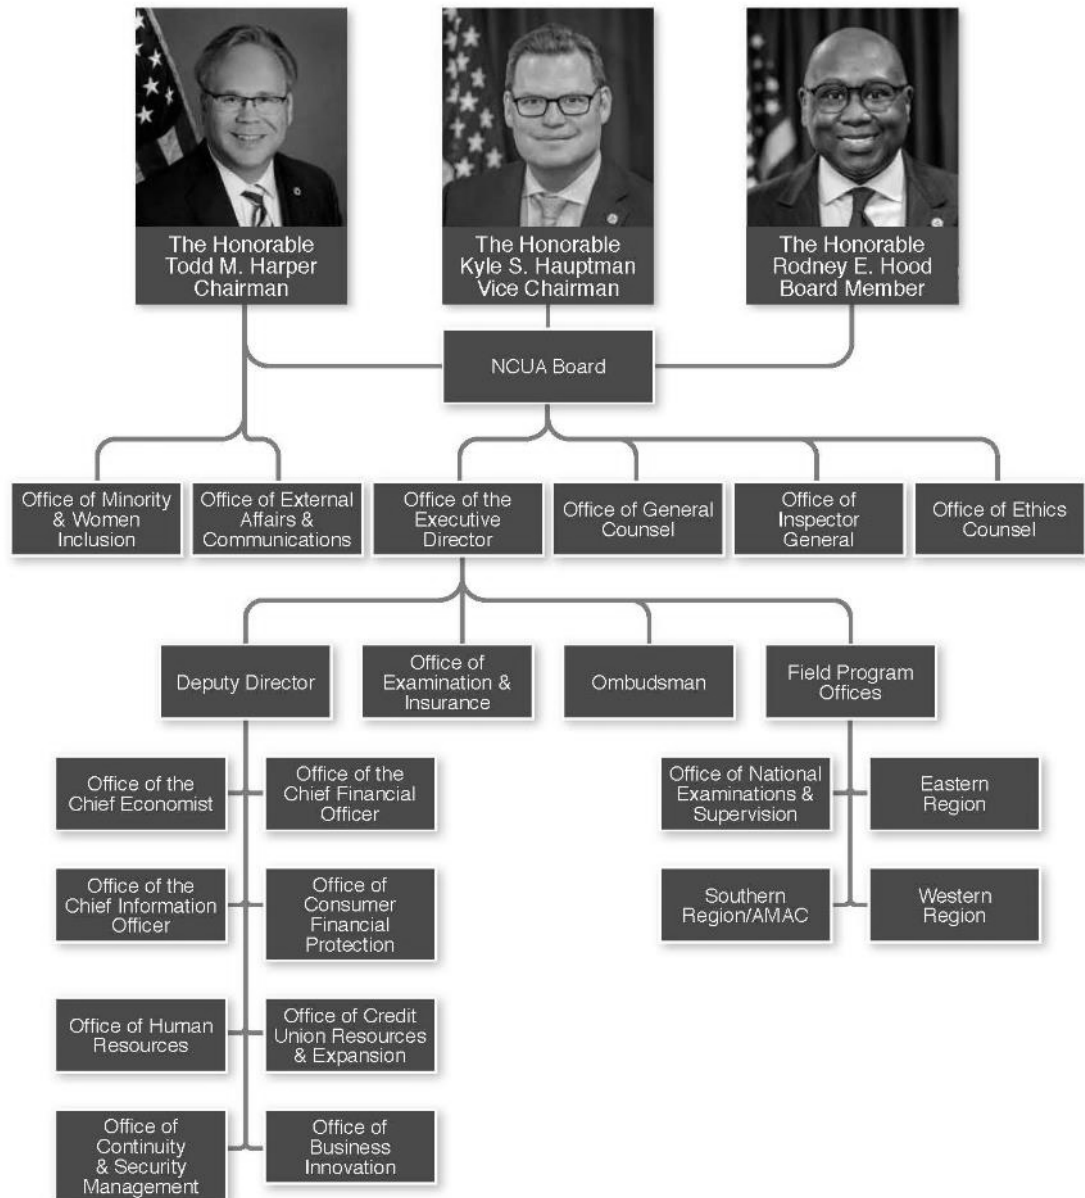 The Honorable
Todd M. Harper
Chairman
The Honorable
Kyle S. Hauptman
Vice Chairman
The Honorable
Rodney E. Hood
Board Member
NCUA Board
Office of Minority
& Women
Inclusion
Office of External
Affairs &
Communications
Office of the
Executive
Director
Office of General
Counsel
Office of
Inspector
General
Office of Ethics
Counsel
Deputy Director
Office of
Examination &
Insurance
Ombudsman
Field Program
Offices
Office of the
Chief Economist
Office of the
Chief Financial
Officer
Office of National
Examinations &
Supervision
Eastern
Region
Office of the
Chief Information
Officer
Office of
Consumer
Financial
Protection
Southern
Region/AMAC
Western
Region
Office of Human
Resources
Office of Credit
Union Resources
& Expansion
Office of
Continuity
& Security
Management
Office of
Business
Innovation